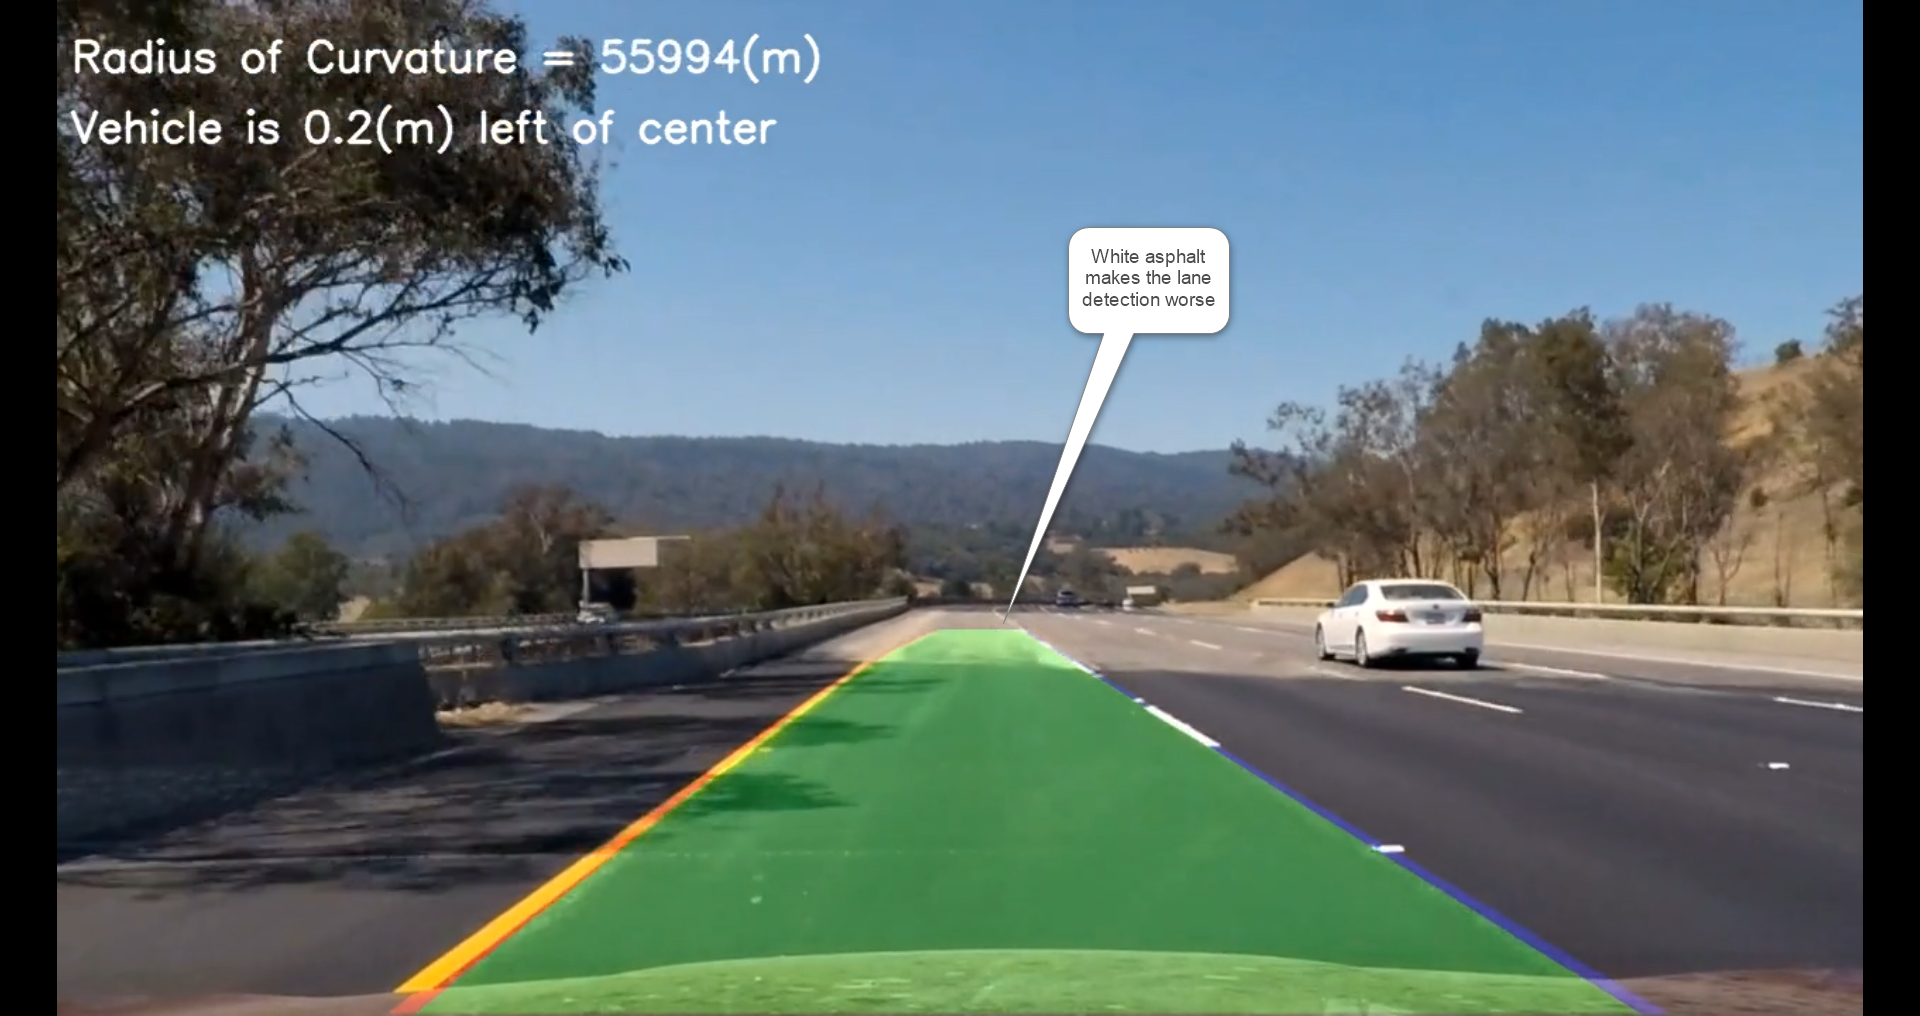 Radius of Curvature = 55994(m)
Vehicle is 0.2(m) left of center
White asphalt
makes the lane
detection worse